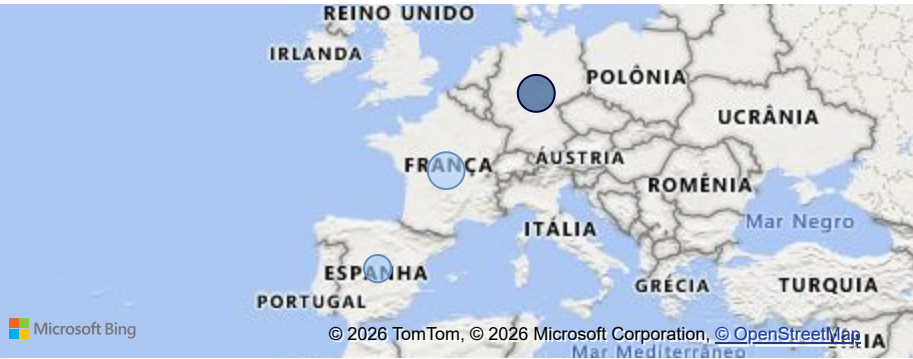 REINO UNIDO
IRLANDA
POLÔNIA
UCRÂNIA
FRANÇA
ÁUSTRIA
ROMÊNIA
Mar Negro
ITÁLIA
ESPANHA
GRÉCIA
TURQUIA
PORTUGAL
Microsoft Bing
© 2026 TomTom, © 2026 Microsoft Corporation, © OpenStreetMap
Mar Mediterrâneo